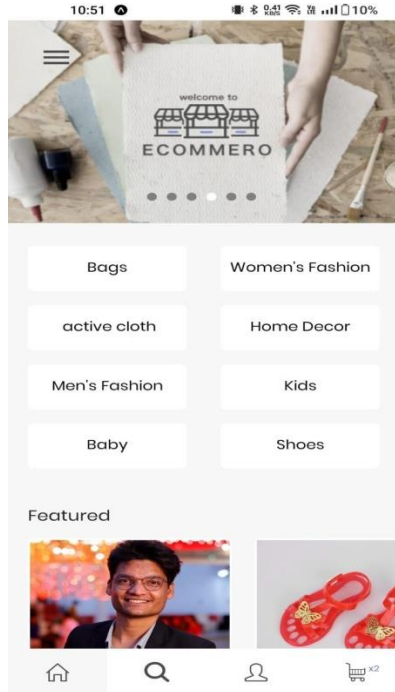 10:51
0.41 KB/S
10%
welcome to
ECOMMERO
Bags
Women's Fashion
active cloth
Home Decor
Men's Fashion
Kids
Baby
Shoes
Featured
x2